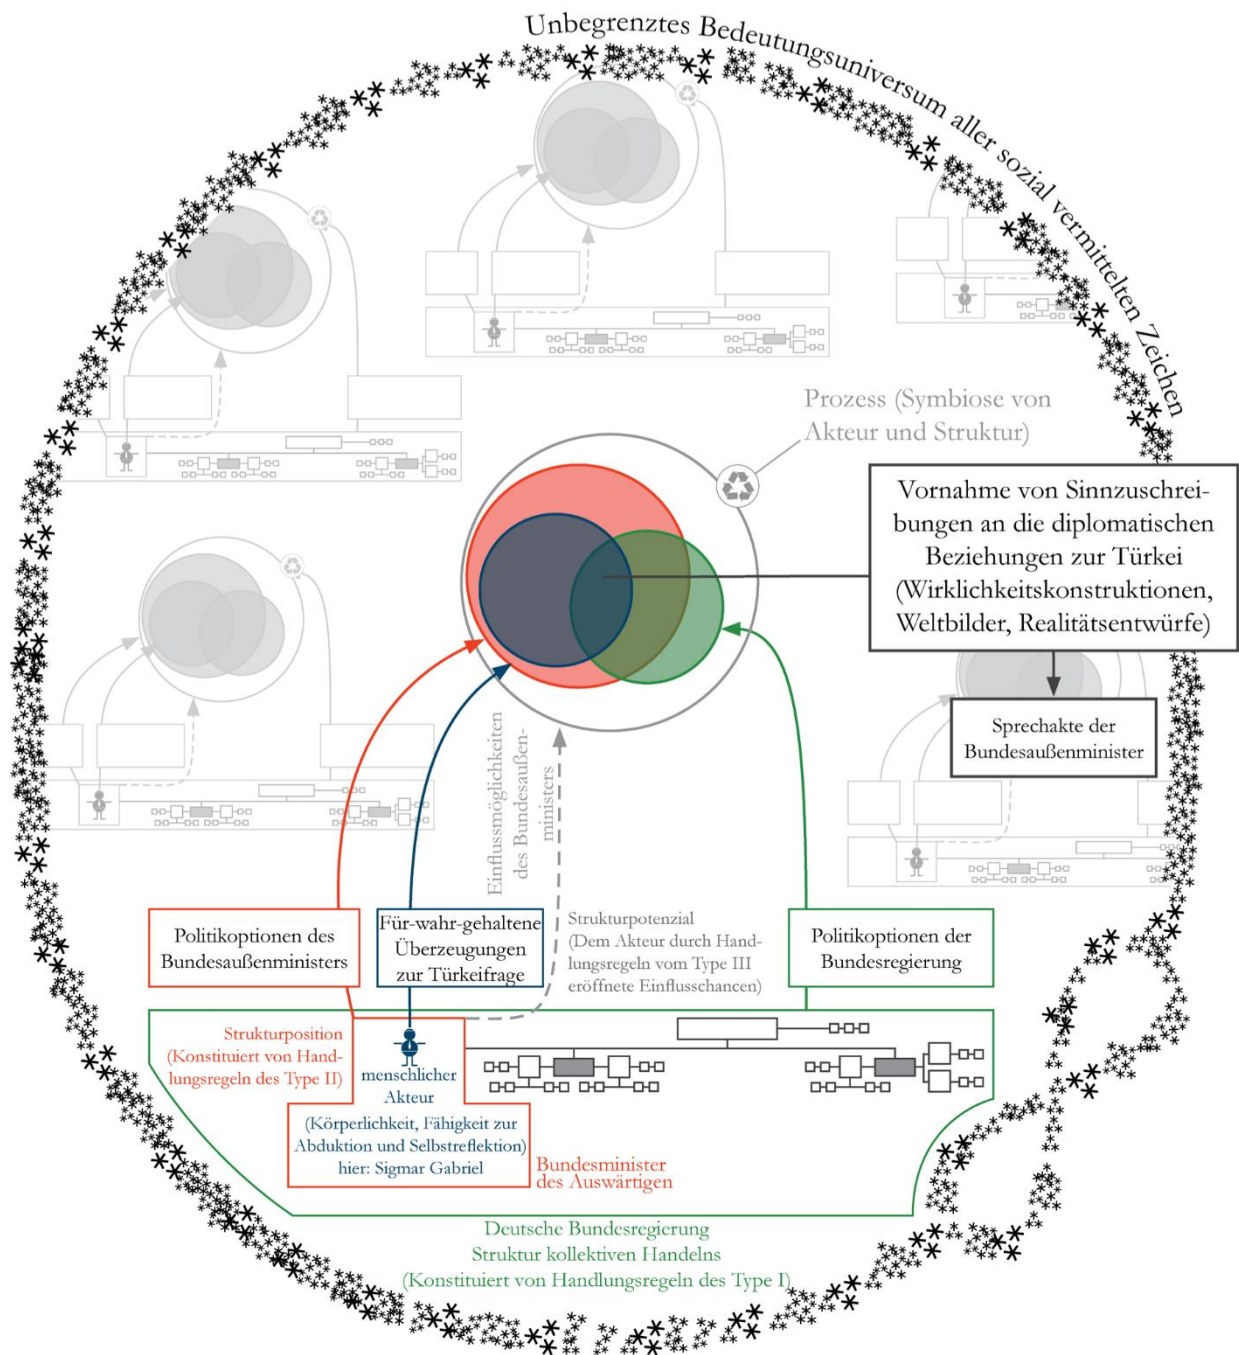 Unbegrenztes Bedeutungsuniversum aller sozial vermittelten Zeichen
Prozess (Symbiose von
Akteur und Struktur)
Vornahme von Sinnzuschrei-
bungen an die diplomatischen
Beziehungen zur Türkei
(Wirklichkeitskonstruktionen,
Weltbilder, Realitätsentwürfe)
Sprechakte der
Bundesaußenminister
Einflussmöglichkeiten
des Bundesaußen-
ministers
Politikoptionen des
Bundesaußenministers
Für-wahr-gehaltene
Überzeugungen
zur Türkeifrage
Strukturpotenzial
(Dem Akteur durch Hand-
lungsregeln vom Type III
eröffnete Einflusschancen)
Politikoptionen der
Bundesregierung
Strukturposition
(Konstituiert von Hand-
lungsregeln des Type II)
menschlicher
Akteur
(Körperlichkeit, Fähigkeit zur
Abduktion und Selbstreflektion)
hier: Sigmar Gabriel
Bundesminister
des Auswärtigen
Deutsche Bundesregierung
Struktur kollektiven Handelns
(Konstituiert von Handlungsregeln des Type I)